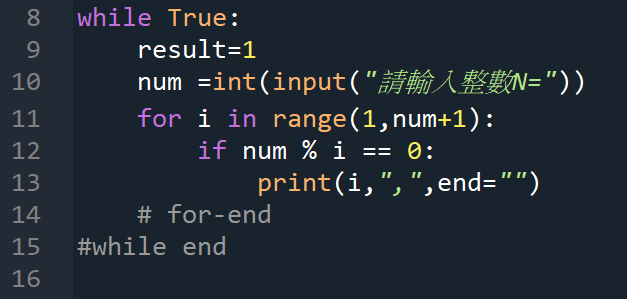 8 while True:
9     result=1
10     num =int(input("請輸入整數N="))
11     for i in range(1,num+1):
12         if num % i == 0:
13             print(i,",",end="")
14     # for-end
15 #while end
16